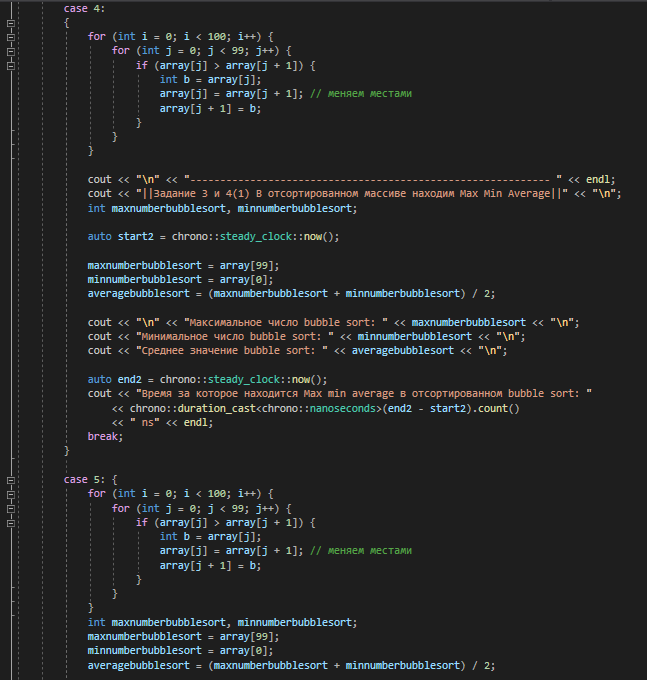 case 4:
{
for (int i = 0; i < 100; i++) {
for (int j = 0; j < 99; j++) {
if (array[j] > array[j + 1]) {
int b = array[j];
array[j] = array[j + 1]; // меняем местами
array[j + 1] = b;
}
}
}
cout << "\n" << "------------------------------------------------------------ " << endl;
cout << "||Задание 3 и 4(1) В отсортированном массиве находим Max Min Average||" << "\n";
int maxnumberbubblesort, minnumberbubblesort;
auto start2 = chrono::steady_clock::now();
maxnumberbubblesort = array[99];
minnumberbubblesort = array[0];
averagebubblesort = (maxnumberbubblesort + minnumberbubblesort) / 2;
cout << "\n" << "Максимальное число bubble sort: " << maxnumberbubblesort << "\n";
cout << "Минимальное число bubble sort: " << minnumberbubblesort << "\n";
cout << "Среднее значение bubble sort: " << averagebubblesort << "\n";
auto end2 = chrono::steady_clock::now();
cout << "Время за которое находится Max min average в отсортированном bubble sort: "
<< chrono::duration_cast<chrono::nanoseconds>(end2 - start2).count()
<< " ns" << endl;
break;
}
case 5: {
for (int i = 0; i < 100; i++) {
for (int j = 0; j < 99; j++) {
if (array[j] > array[j + 1]) {
int b = array[j];
array[j] = array[j + 1]; // меняем местами
array[j + 1] = b;
}
}
}
int maxnumberbubblesort, minnumberbubblesort;
maxnumberbubblesort = array[99];
minnumberbubblesort = array[0];
averagebubblesort = (maxnumberbubblesort + minnumberbubblesort) / 2;